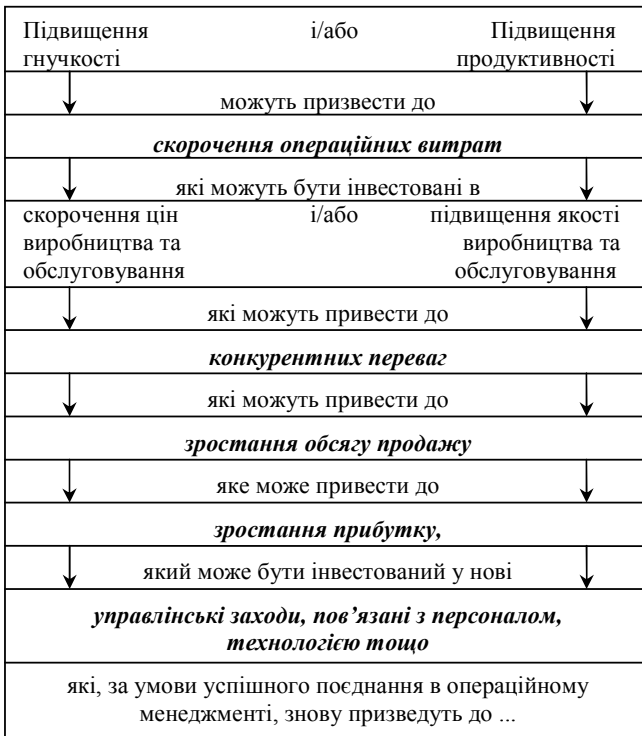 Підвищення і/або Підвищення
гнучкості продуктивності
можуть призвести до
скорочення операційних витрат
які можуть бути інвестовані в
скорочення цін і/або підвищення якості
виробництва та виробництва та
обслуговування обслуговування
які можуть привести до
конкурентних переваг
які можуть привести до
зростання обсягу продажу
яке може привести до
зростання прибутку,
який може бути інвестований у нові
управлінські заходи, пов’язані з персоналом,
технологією тощо
які, за умови успішного поєднання в операційному
менеджменті, знову призведуть до ...